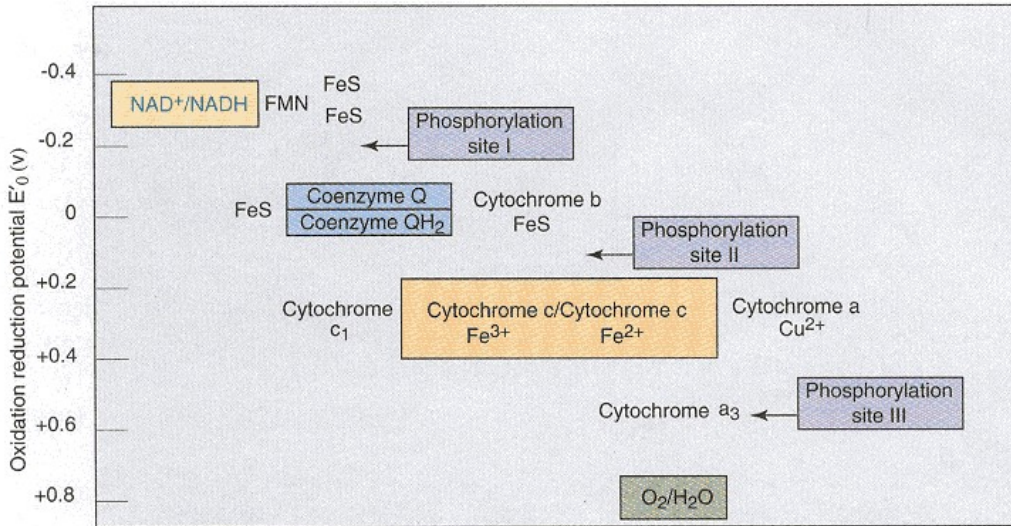 Oxidation reduction potential E′₀ (v)
-0.4
-0.2
0
+0.2
+0.4
+0.6
+0.8
NAD⁺/NADH
FMN
FeS
FeS
Phosphorylation
site I
FeS
Coenzyme Q
Coenzyme QH₂
Cytochrome b
FeS
Phosphorylation
site II
Cytochrome
c₁
Cytochrome c/Cytochrome c
Fe³⁺ Fe²⁺
Cytochrome a
Cu²⁺
Cytochrome a₃
Phosphorylation
site III
O₂/H₂O